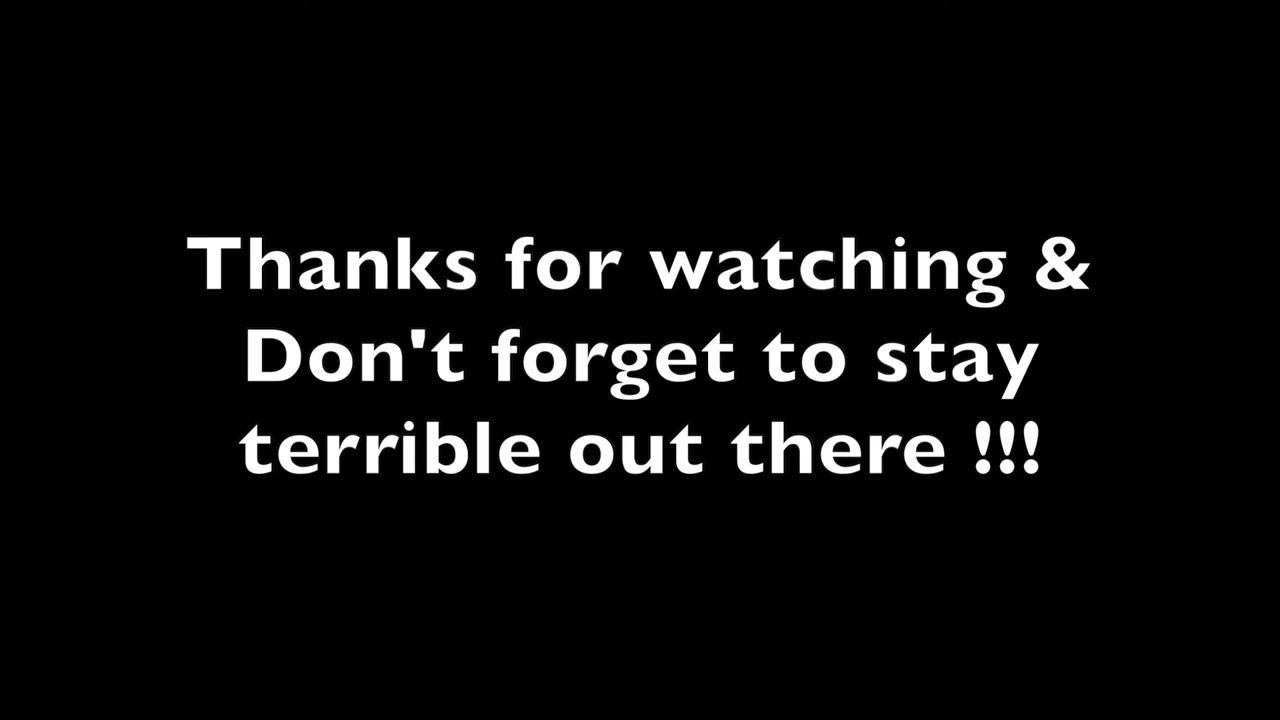 Thanks for watching &
Don't forget to stay
terrible out there !!!